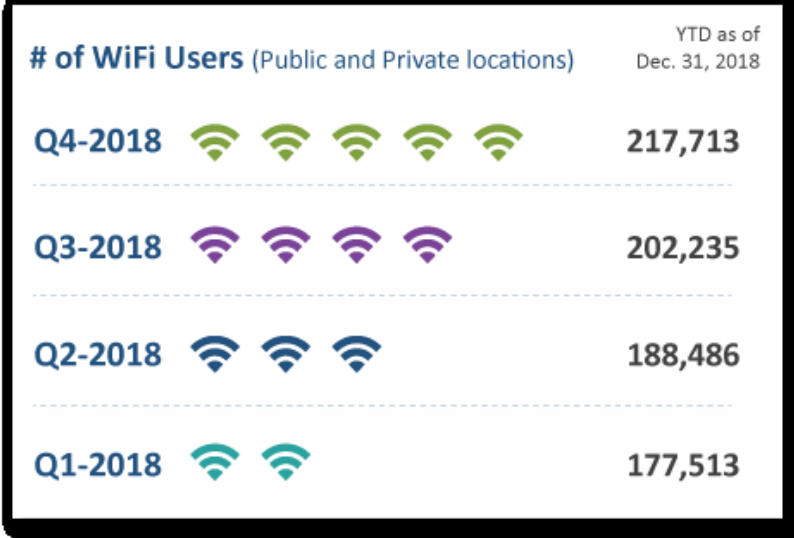 # of WiFi Users (Public and Private locations)
YTD as of
Dec. 31, 2018
Q4-2018 217,713
Q3-2018 202,235
Q2-2018 188,486
Q1-2018 177,513